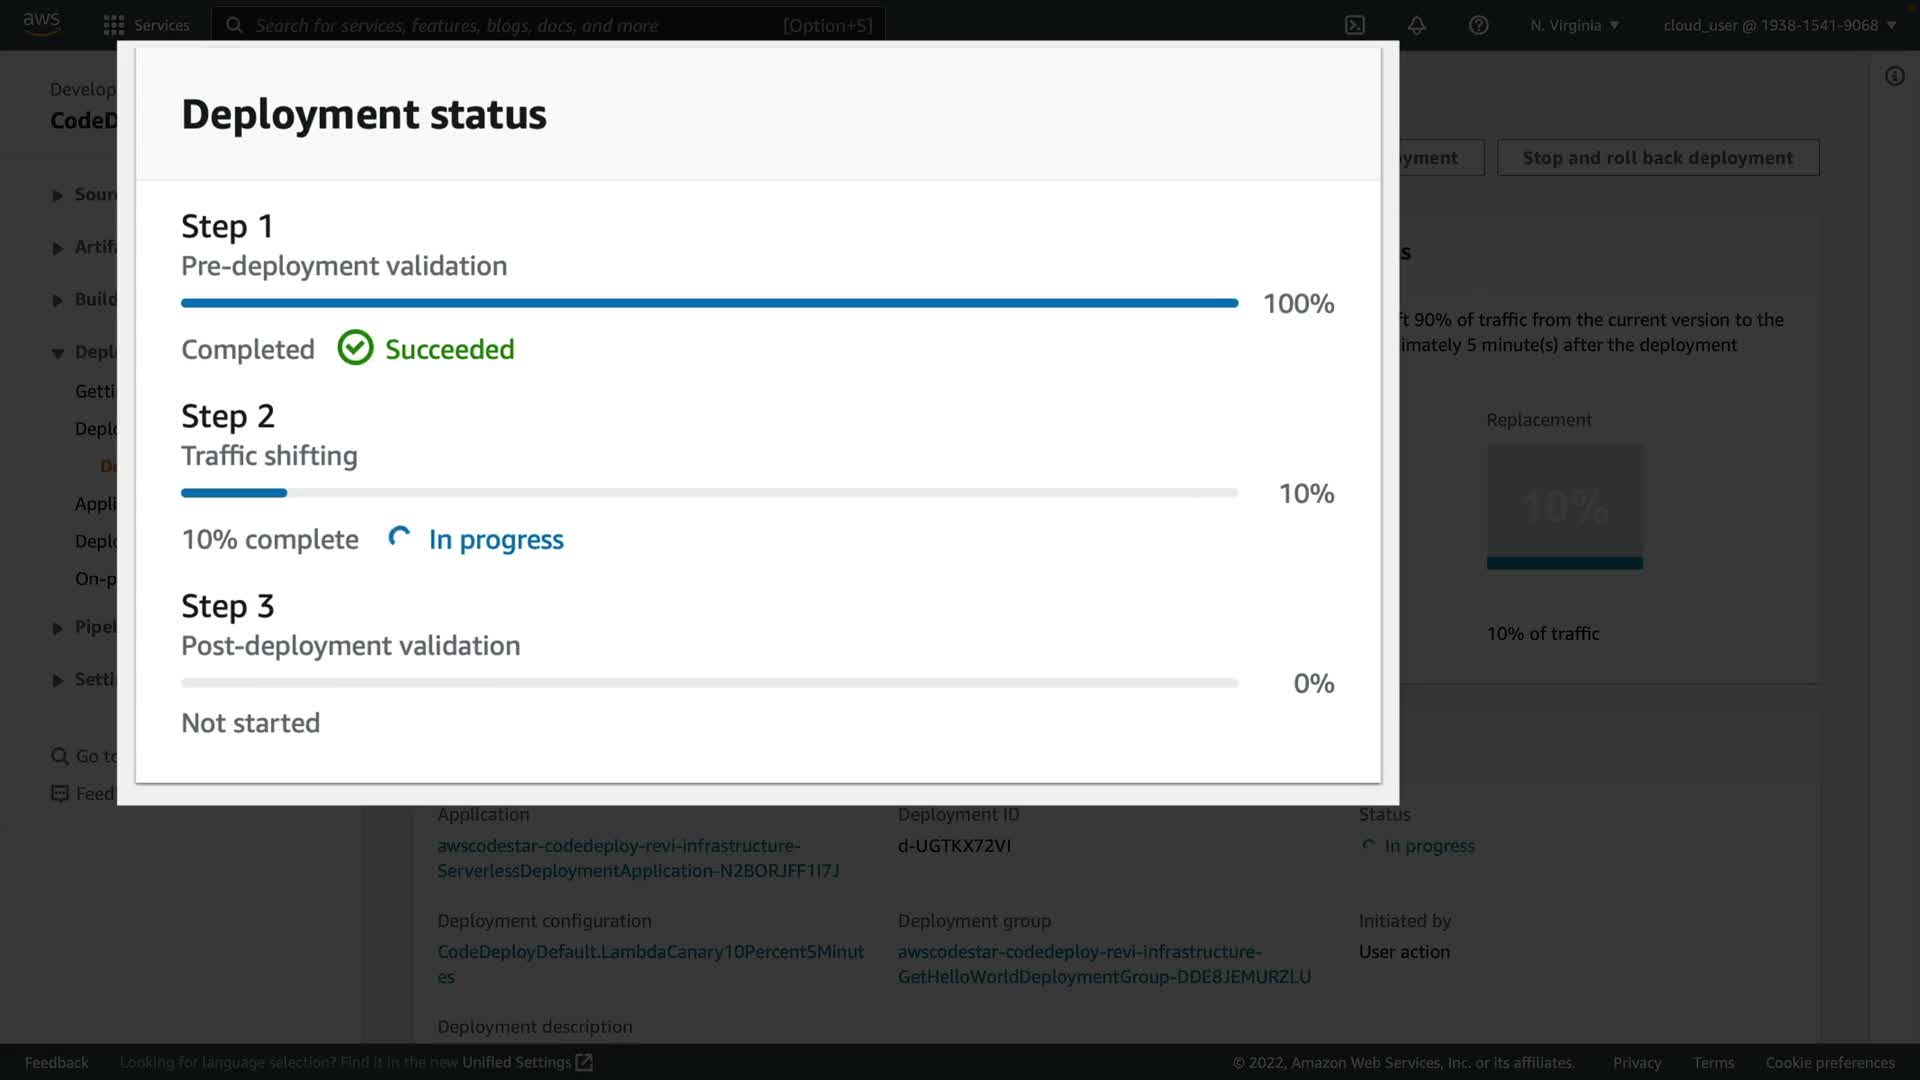 aws
Services
Search for services, features, blogs, docs, and more
[Option+S]
N. Virginia
cloud_user @ 1938-1541-9068
Develop
CodeD
Sour
Artifa
Build
Depl
Getti
Deplo
De
Appli
Deplo
On-p
Pipel
Setti
Go to
Feed
Deployment status
Step 1
Pre-deployment validation
100%
Completed
Succeeded
Step 2
Traffic shifting
10%
10% complete
In progress
Step 3
Post-deployment validation
0%
Not started
yment
Stop and roll back deployment
s
ft 90% of traffic from the current version to the
imately 5 minute(s) after the deployment
Replacement
10%
10% of traffic
Application
awscodestar-codedeploy-revi-infrastructure-
ServerlessDeploymentApplication-N2BORJFF1I7J
Deployment ID
d-UGTKX72VI
Status
In progress
Deployment configuration
CodeDeployDefault.LambdaCanary10Percent5Minut
es
Deployment group
awscodestar-codedeploy-revi-infrastructure-
GetHelloWorldDeploymentGroup-DDE8JEMURZLU
Initiated by
User action
Deployment description
Feedback
Looking for language selection? Find it in the new Unified Settings
© 2022, Amazon Web Services, Inc. or its affiliates.
Privacy
Terms
Cookie preferences